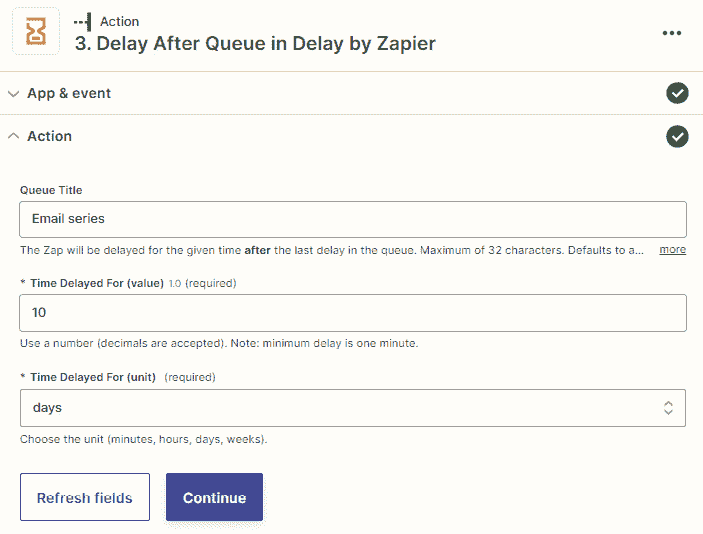 Action
3. Delay After Queue in Delay by Zapier
App & event
Action
Queue Title
Email series
The Zap will be delayed for the given time after the last delay in the queue. Maximum of 32 characters. Defaults to a... more
* Time Delayed For (value) 1.0 (required)
10
Use a number (decimals are accepted). Note: minimum delay is one minute.
* Time Delayed For (unit) (required)
days
Choose the unit (minutes, hours, days, weeks).
Refresh fields Continue